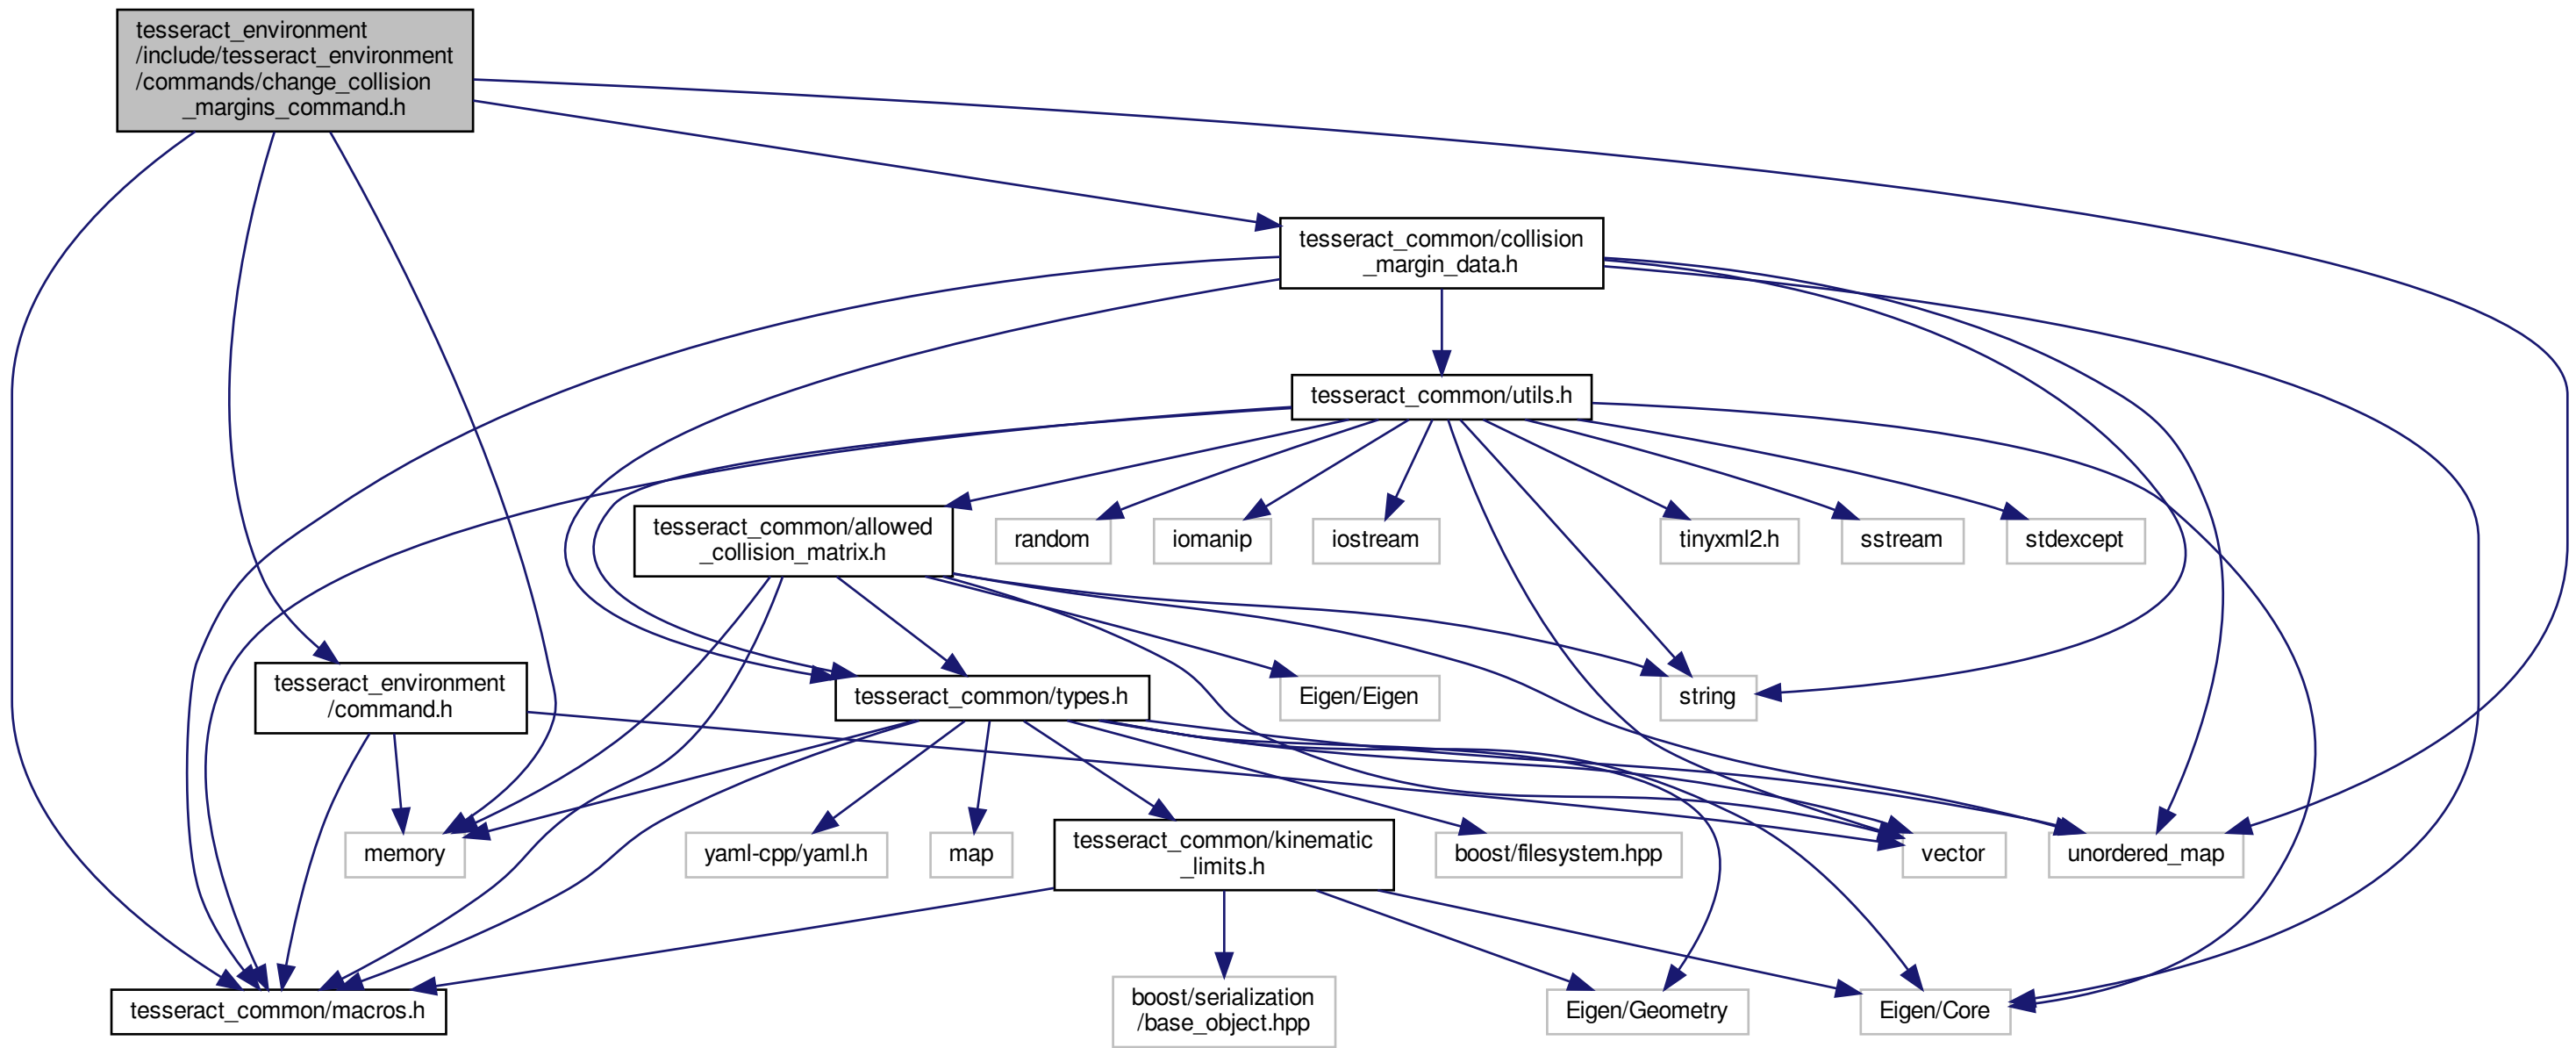 tesseract_environment
/include/tesseract_environment
/commands/change_collision
_margins_command.h
tesseract_common/collision
_margin_data.h
tesseract_common/utils.h
tesseract_common/allowed
_collision_matrix.h
random
iomanip
iostream
tinyxml2.h
sstream
stdexcept
tesseract_environment
/command.h
tesseract_common/types.h
Eigen/Eigen
string
memory
yaml-cpp/yaml.h
map
tesseract_common/kinematic
_limits.h
boost/filesystem.hpp
vector
unordered_map
tesseract_common/macros.h
boost/serialization
/base_object.hpp
Eigen/Geometry
Eigen/Core